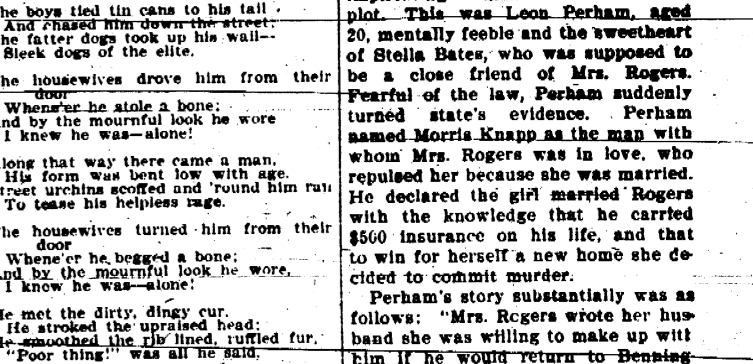 he boys tied tin cans to his tail
And chased him down the street;
he fatter dogs took up his wail--
Sleek dogs of the elite.
he housewives drove him from their
door
Whene'er he stole a bone;
nd by the mournful look he wore
I knew he was—alone!
long that way there came a man,
His form was bent low with age.
treet urchins scoffed and 'round him ran
To tease his helpless rage.
he housewives turned him from their
door
Whene'er he begged a bone;
nd by the mournful look he wore,
I know he was—alone!
e met the dirty, dingy cur.
He stroked the upraised head;
e smoothed the rib lined, ruffled fur,
"Poor thing!" was all he said,
plot. This was Leon Perham, aged
20, mentally feeble and the sweetheart
of Stella Bates, who was supposed to
be a close friend of Mrs. Rogers.
Fearful of the law, Perham suddenly
turned state's evidence. Perham
named Morris Knapp as the man with
whom Mrs. Rogers was in love, who
repulsed her because she was married.
He declared the girl married Rogers
with the knowledge that he carried
$500 insurance on his life, and that
to win for herself a new home she de-
cided to commit murder.
Perham's story substantially was as
follows: "Mrs. Rogers wrote her hus-
band she was willing to make up with
him if he would return to Benning